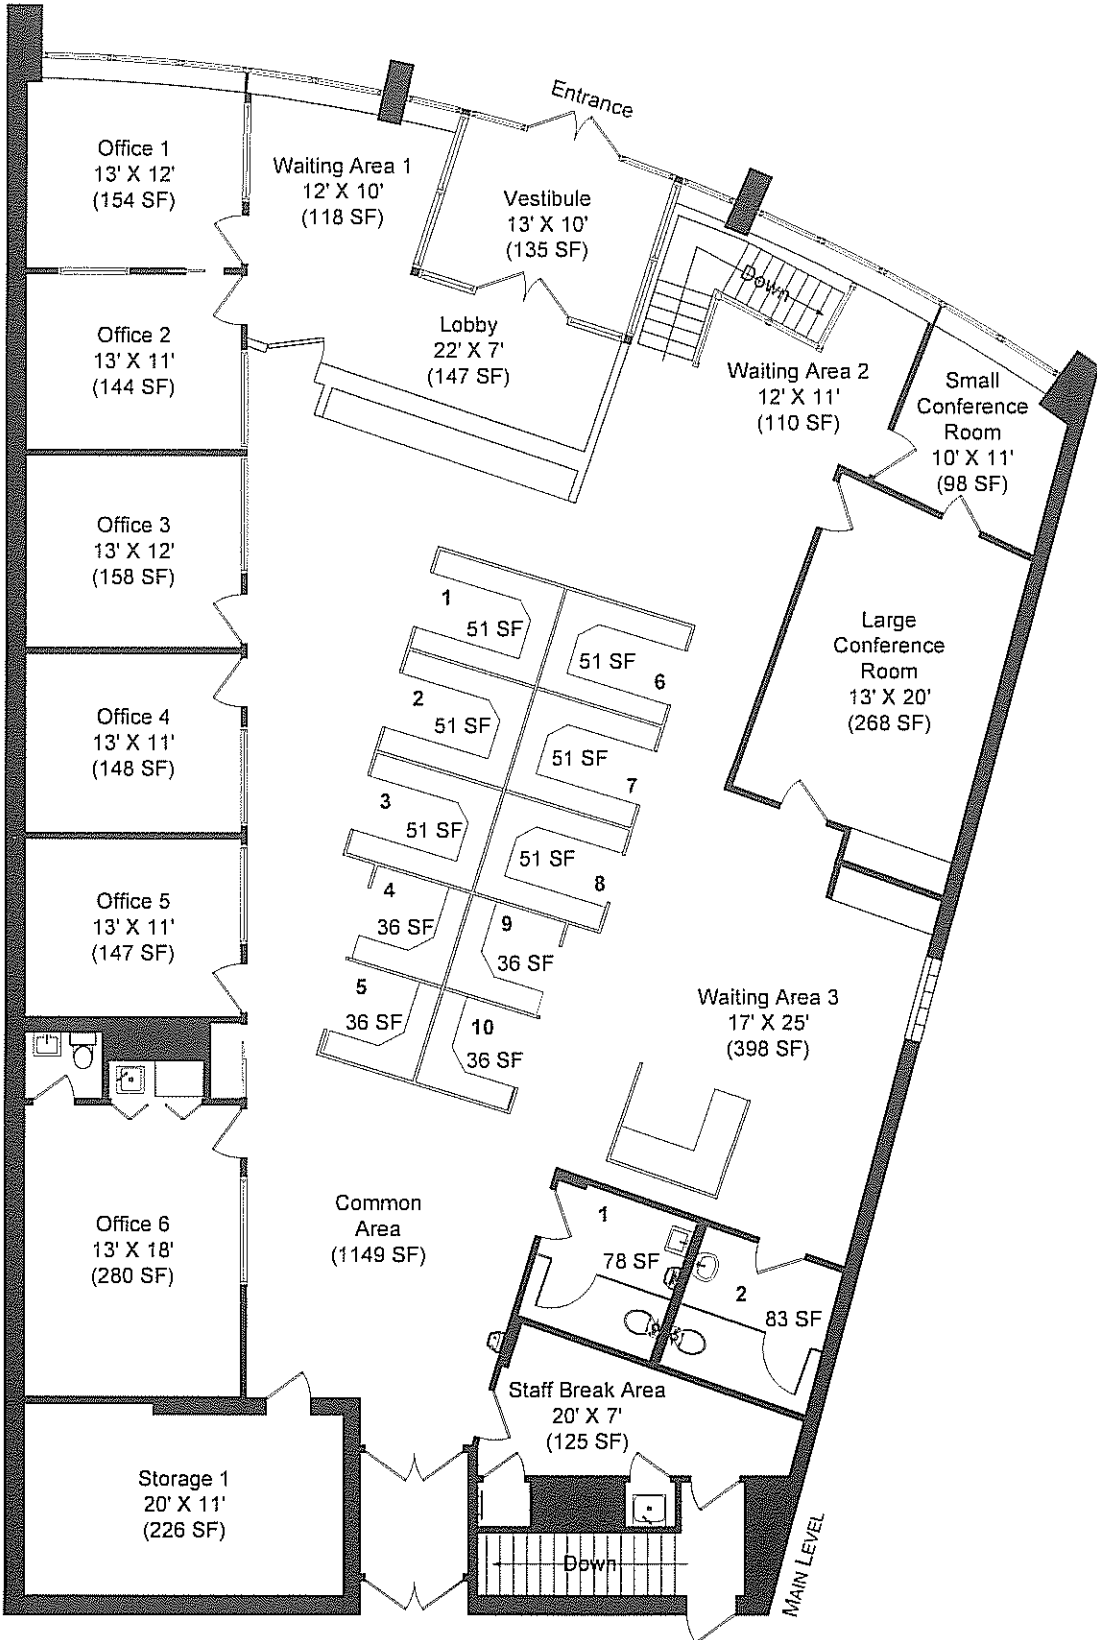 Entrance
Office 1
13' X 12'
(154 SF)
Waiting Area 1
12' X 10'
(118 SF)
Vestibule
13' X 10'
(135 SF)
Down
Office 2
13' X 11'
(144 SF)
Lobby
22' X 7'
(147 SF)
Waiting Area 2
12' X 11'
(110 SF)
Small
Conference
Room
10' X 11'
(98 SF)
Office 3
13' X 12'
(158 SF)
1
51 SF
51 SF
6
Large
Conference
Room
13' X 20'
(268 SF)
Office 4
13' X 11'
(148 SF)
2
51 SF
51 SF
7
3
51 SF
51 SF
8
Office 5
13' X 11'
(147 SF)
4
36 SF
9
36 SF
5
36 SF
10
36 SF
Waiting Area 3
17' X 25'
(398 SF)
Office 6
13' X 18'
(280 SF)
Common
Area
(1149 SF)
1
78 SF
2
83 SF
Staff Break Area
20' X 7'
(125 SF)
Storage 1
20' X 11'
(226 SF)
Down
MAIN LEVEL